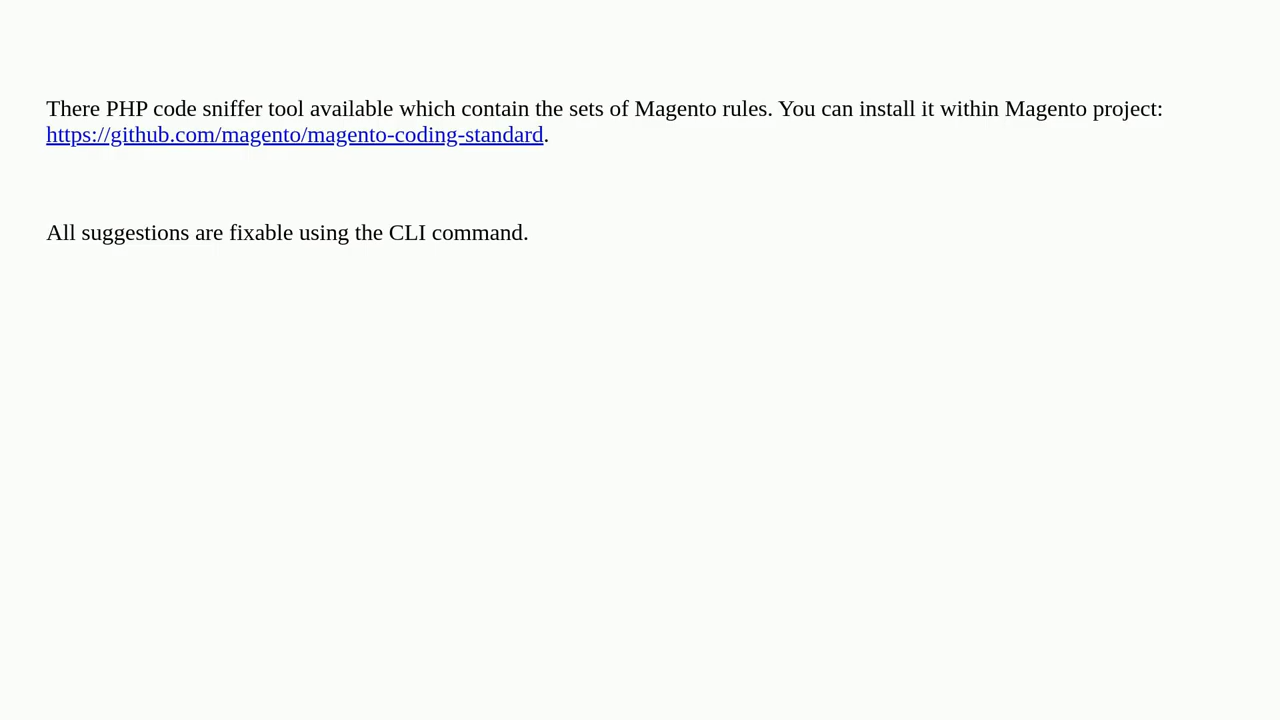 There PHP code sniffer tool available which contain the sets of Magento rules. You can install it within Magento project:
https://github.com/magento/magento-coding-standard.
All suggestions are fixable using the CLI command.